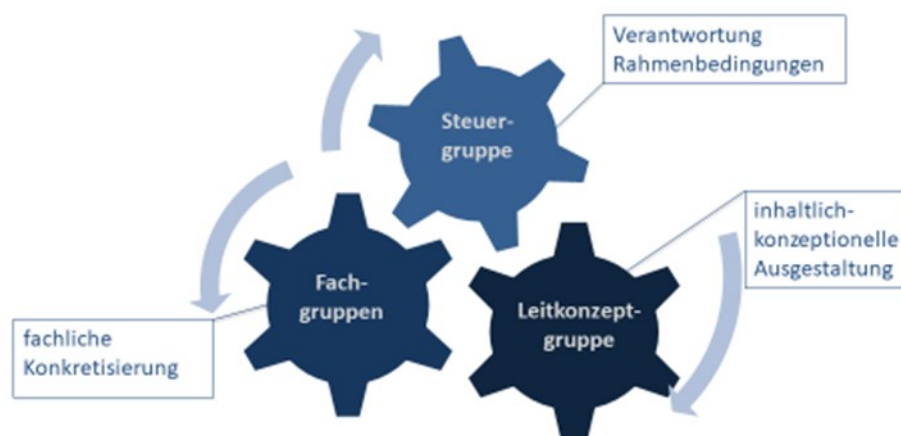 Verantwortung
Rahmenbedingungen
Steuer-
gruppe
inhaltlich-
konzeptionelle
Ausgestaltung
Fach-
gruppen
Leitkonzept-
gruppe
fachliche
Konkretisierung